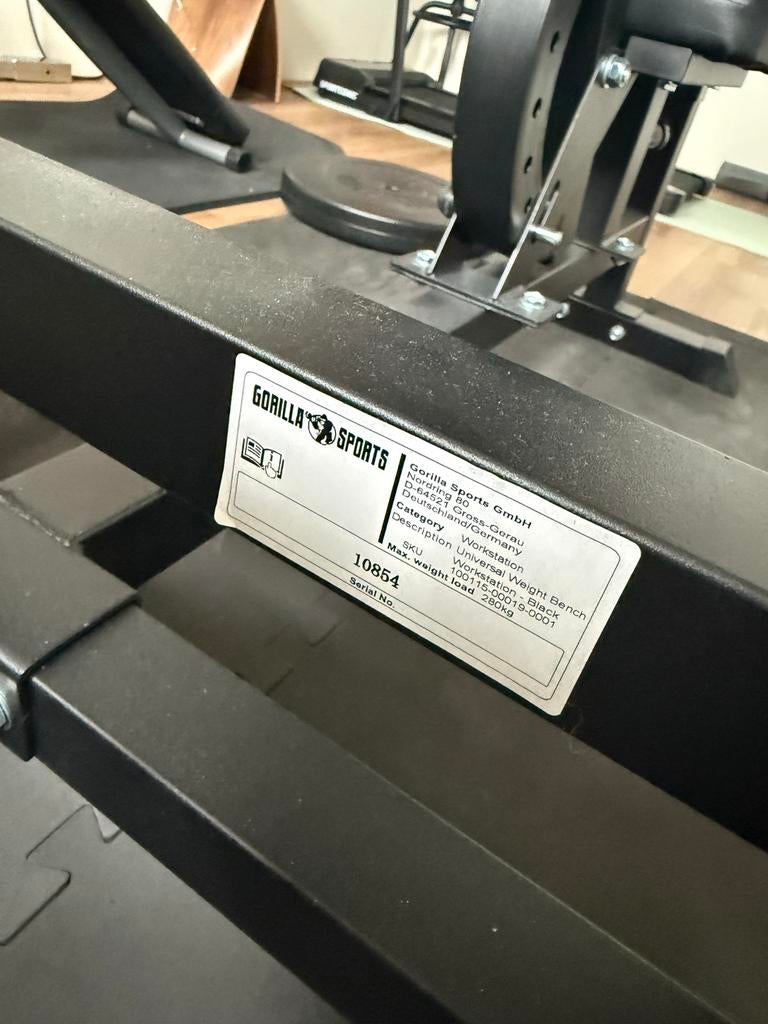 GORILLA SPORTS
Gorilla Sports GmbH
Nordring 80
D-64521 Gross-Gerau
Deutschland/Germany
Category Workstation
Description Universal Weight Bench
Workstation - Black
SKU 100115-00019-0001
Max. weight load 280kg
10854
Serial No.